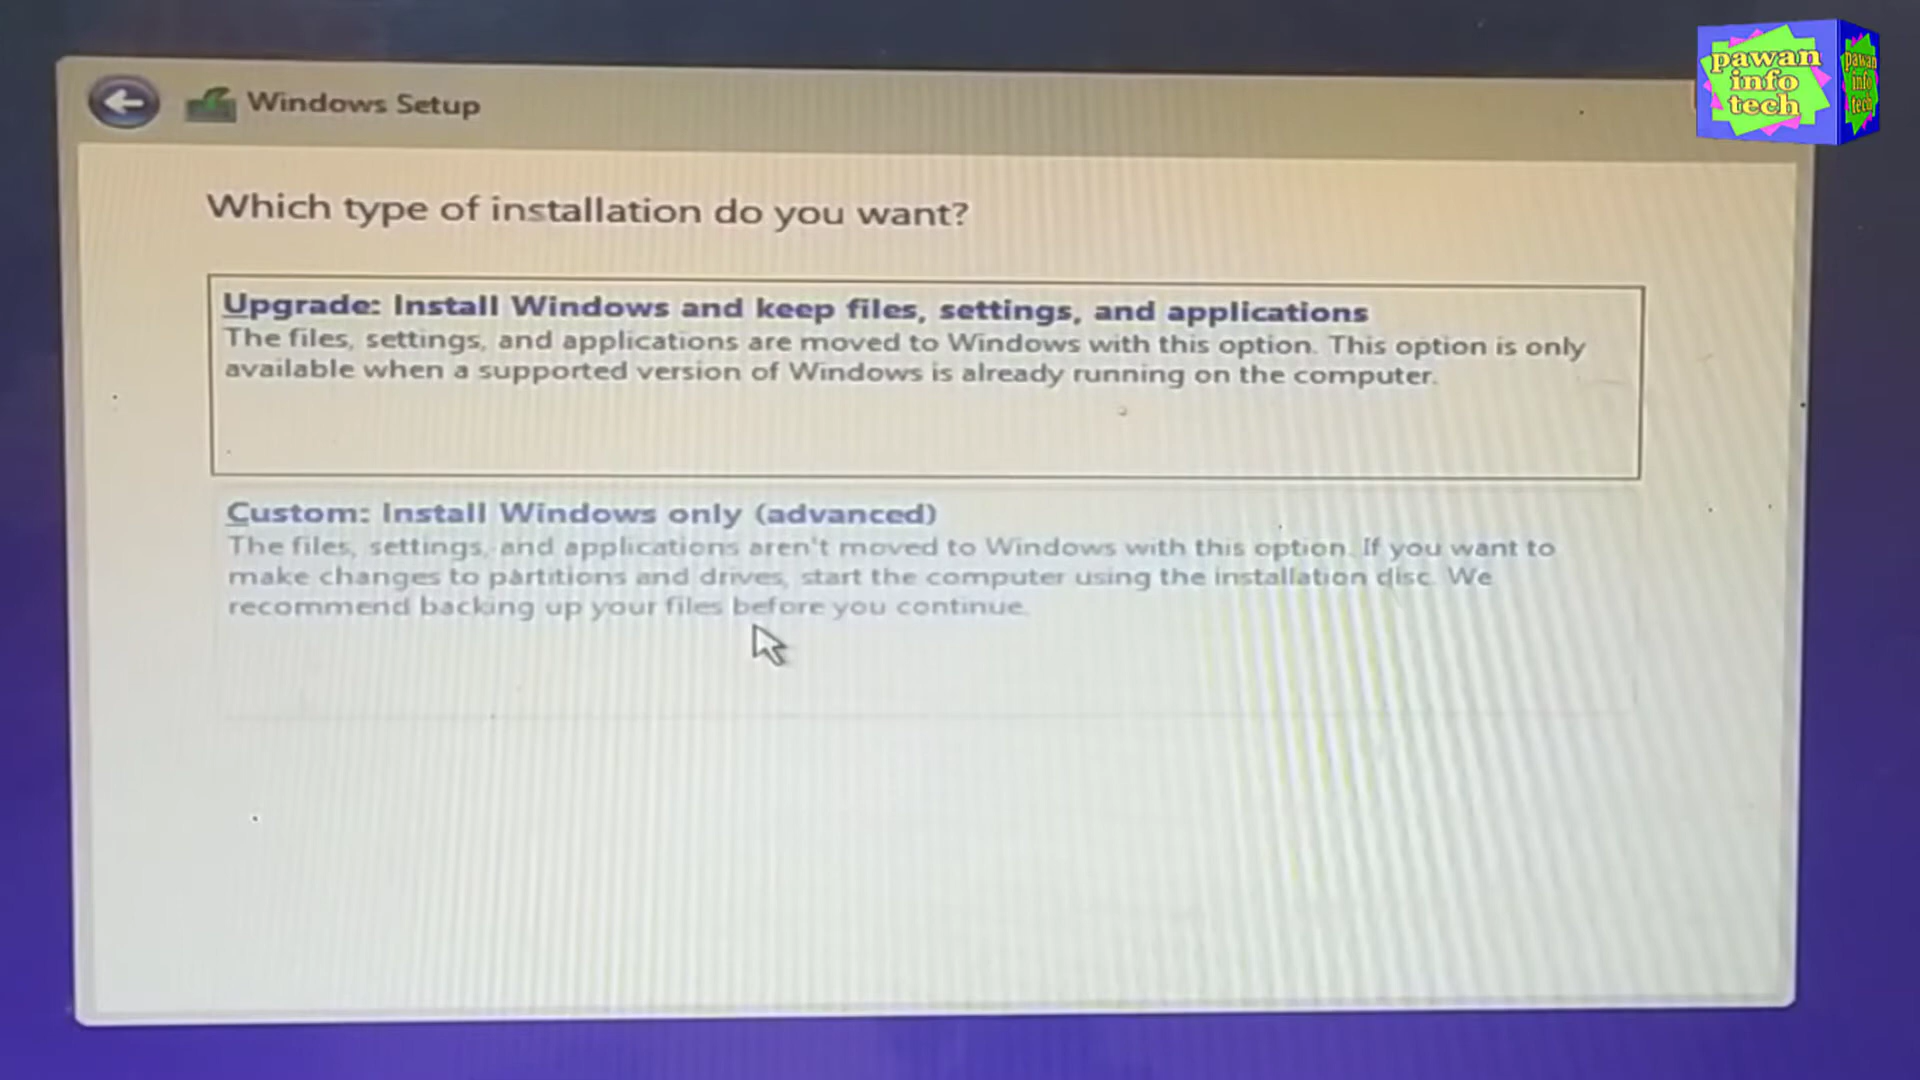 Windows Setup
pawan
info
tech
pawan
info
tech
Which type of installation do you want?
Upgrade: Install Windows and keep files, settings, and applications
The files, settings, and applications are moved to Windows with this option. This option is only
available when a supported version of Windows is already running on the computer.
Custom: Install Windows only (advanced)
The files, settings, and applications aren't moved to Windows with this option. If you want to
make changes to partitions and drives, start the computer using the installation disc. We
recommend backing up your files before you continue.